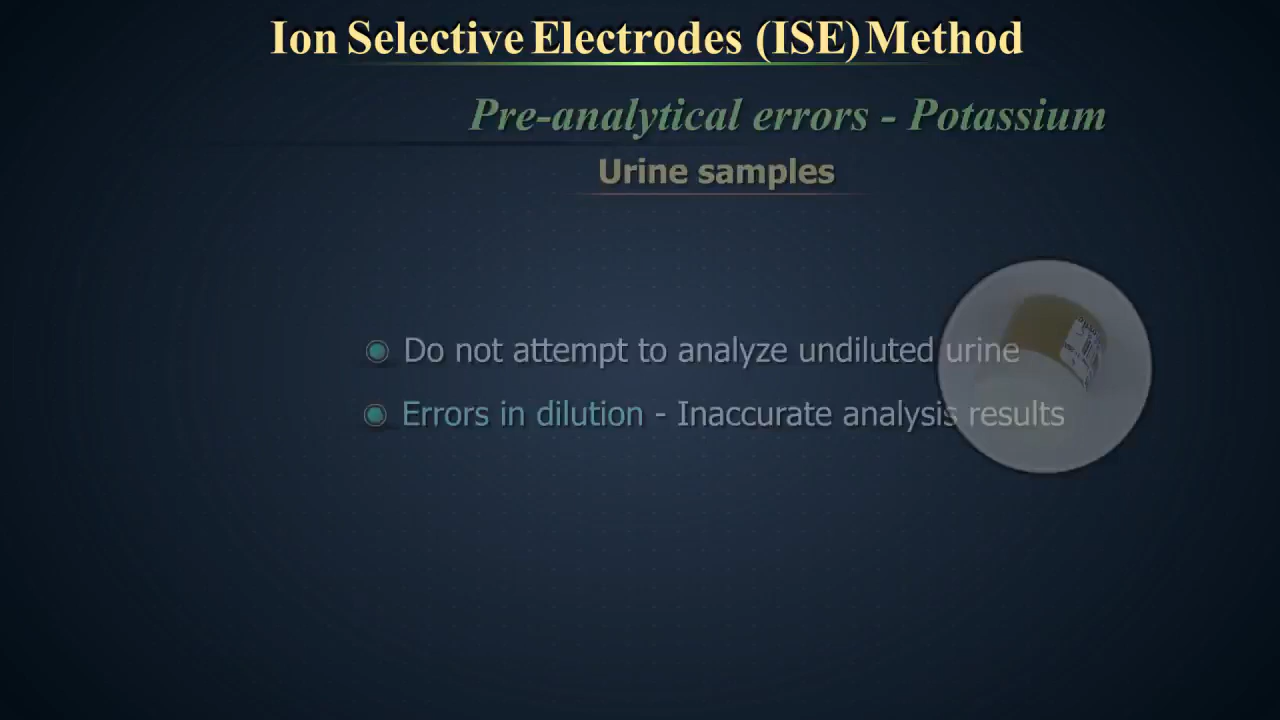 Ion Selective Electrodes (ISE) Method
Pre-analytical errors - Potassium
Urine samples
Do not attempt to analyze undiluted urine
Errors in dilution - Inaccurate analysis results